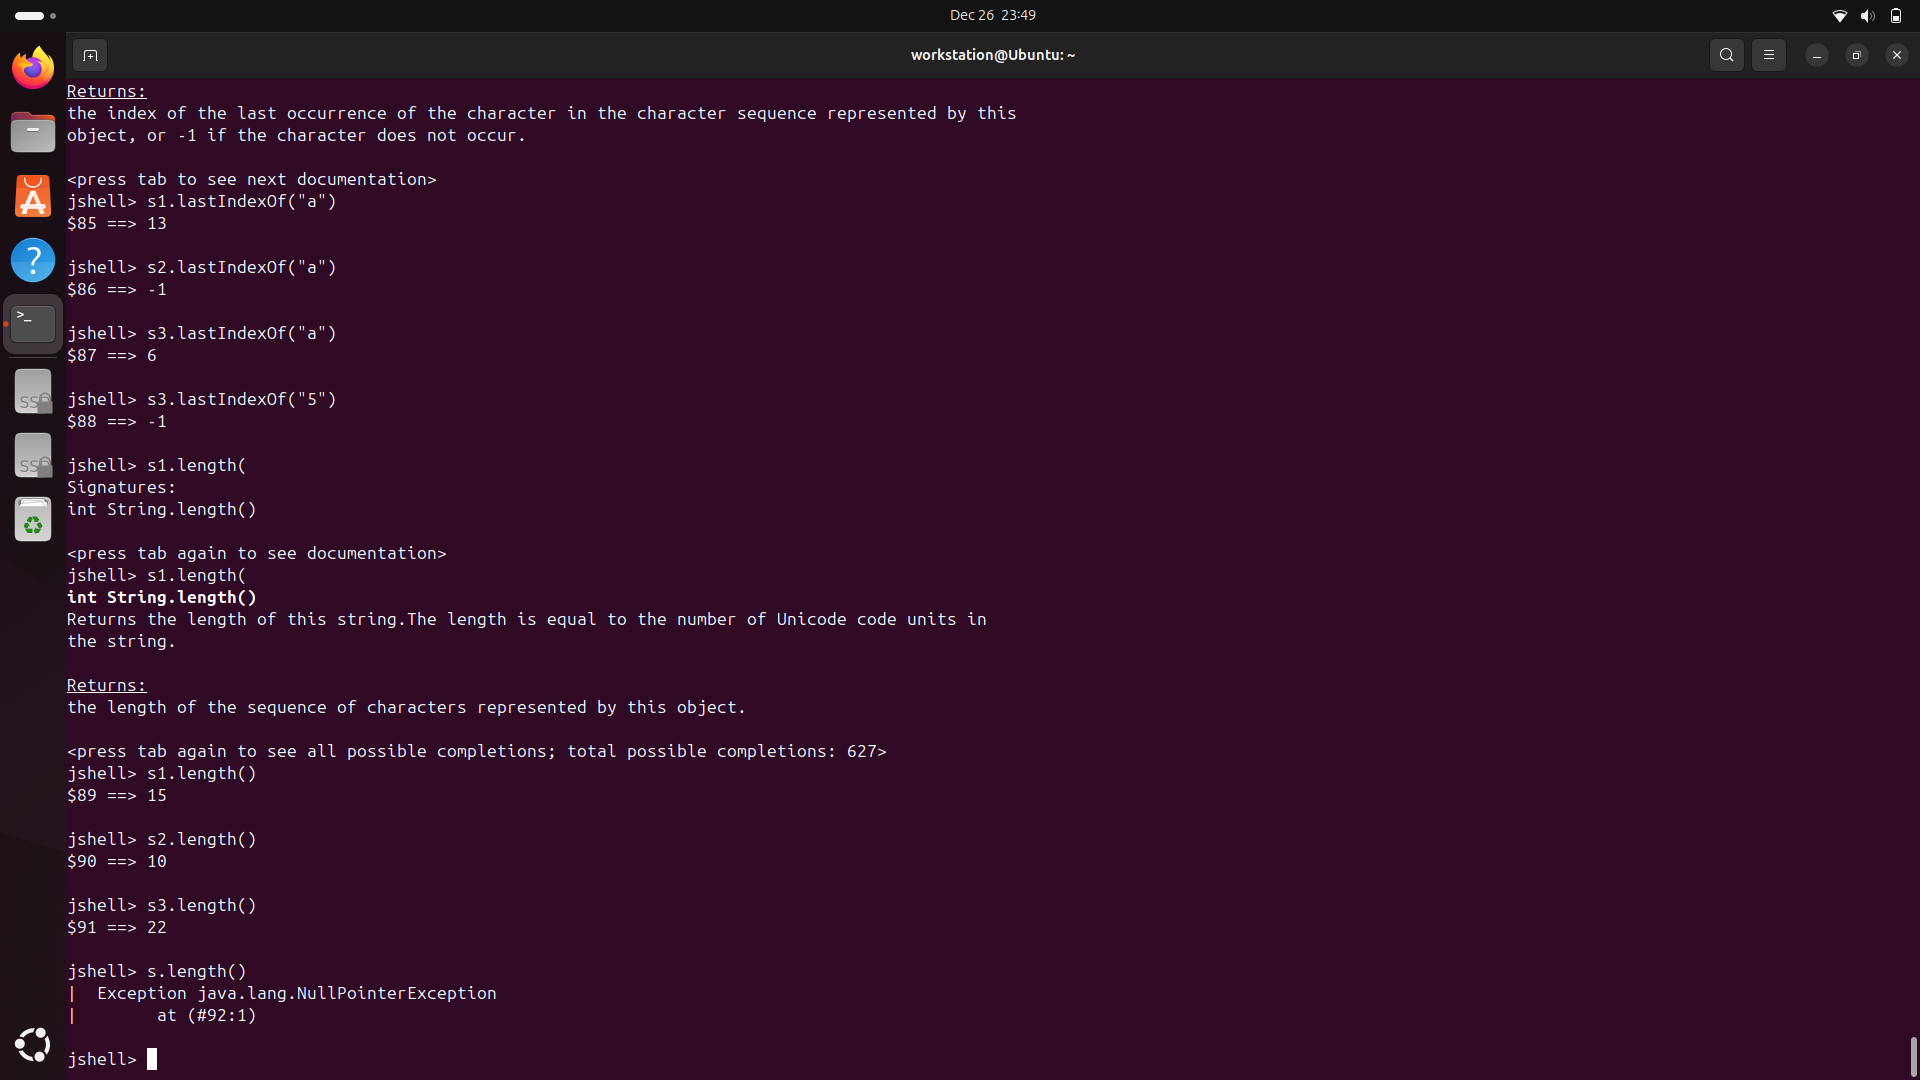 Dec 26 23:49
workstation@Ubuntu: ~
Returns:
the index of the last occurrence of the character in the character sequence represented by this
object, or -1 if the character does not occur.
<press tab to see next documentation>
jshell> s1.lastIndexOf("a")
$85 ==> 13
jshell> s2.lastIndexOf("a")
$86 ==> -1
jshell> s3.lastIndexOf("a")
$87 ==> 6
jshell> s3.lastIndexOf("5")
$88 ==> -1
jshell> s1.length(
Signatures:
int String.length()
<press tab again to see documentation>
jshell> s1.length(
int String.length()
Returns the length of this string.The length is equal to the number of Unicode code units in
the string.
Returns:
the length of the sequence of characters represented by this object.
<press tab again to see all possible completions; total possible completions: 627>
jshell> s1.length()
$89 ==> 15
jshell> s2.length()
$90 ==> 10
jshell> s3.length()
$91 ==> 22
jshell> s.length()
|  Exception java.lang.NullPointerException
|        at (#92:1)
jshell>